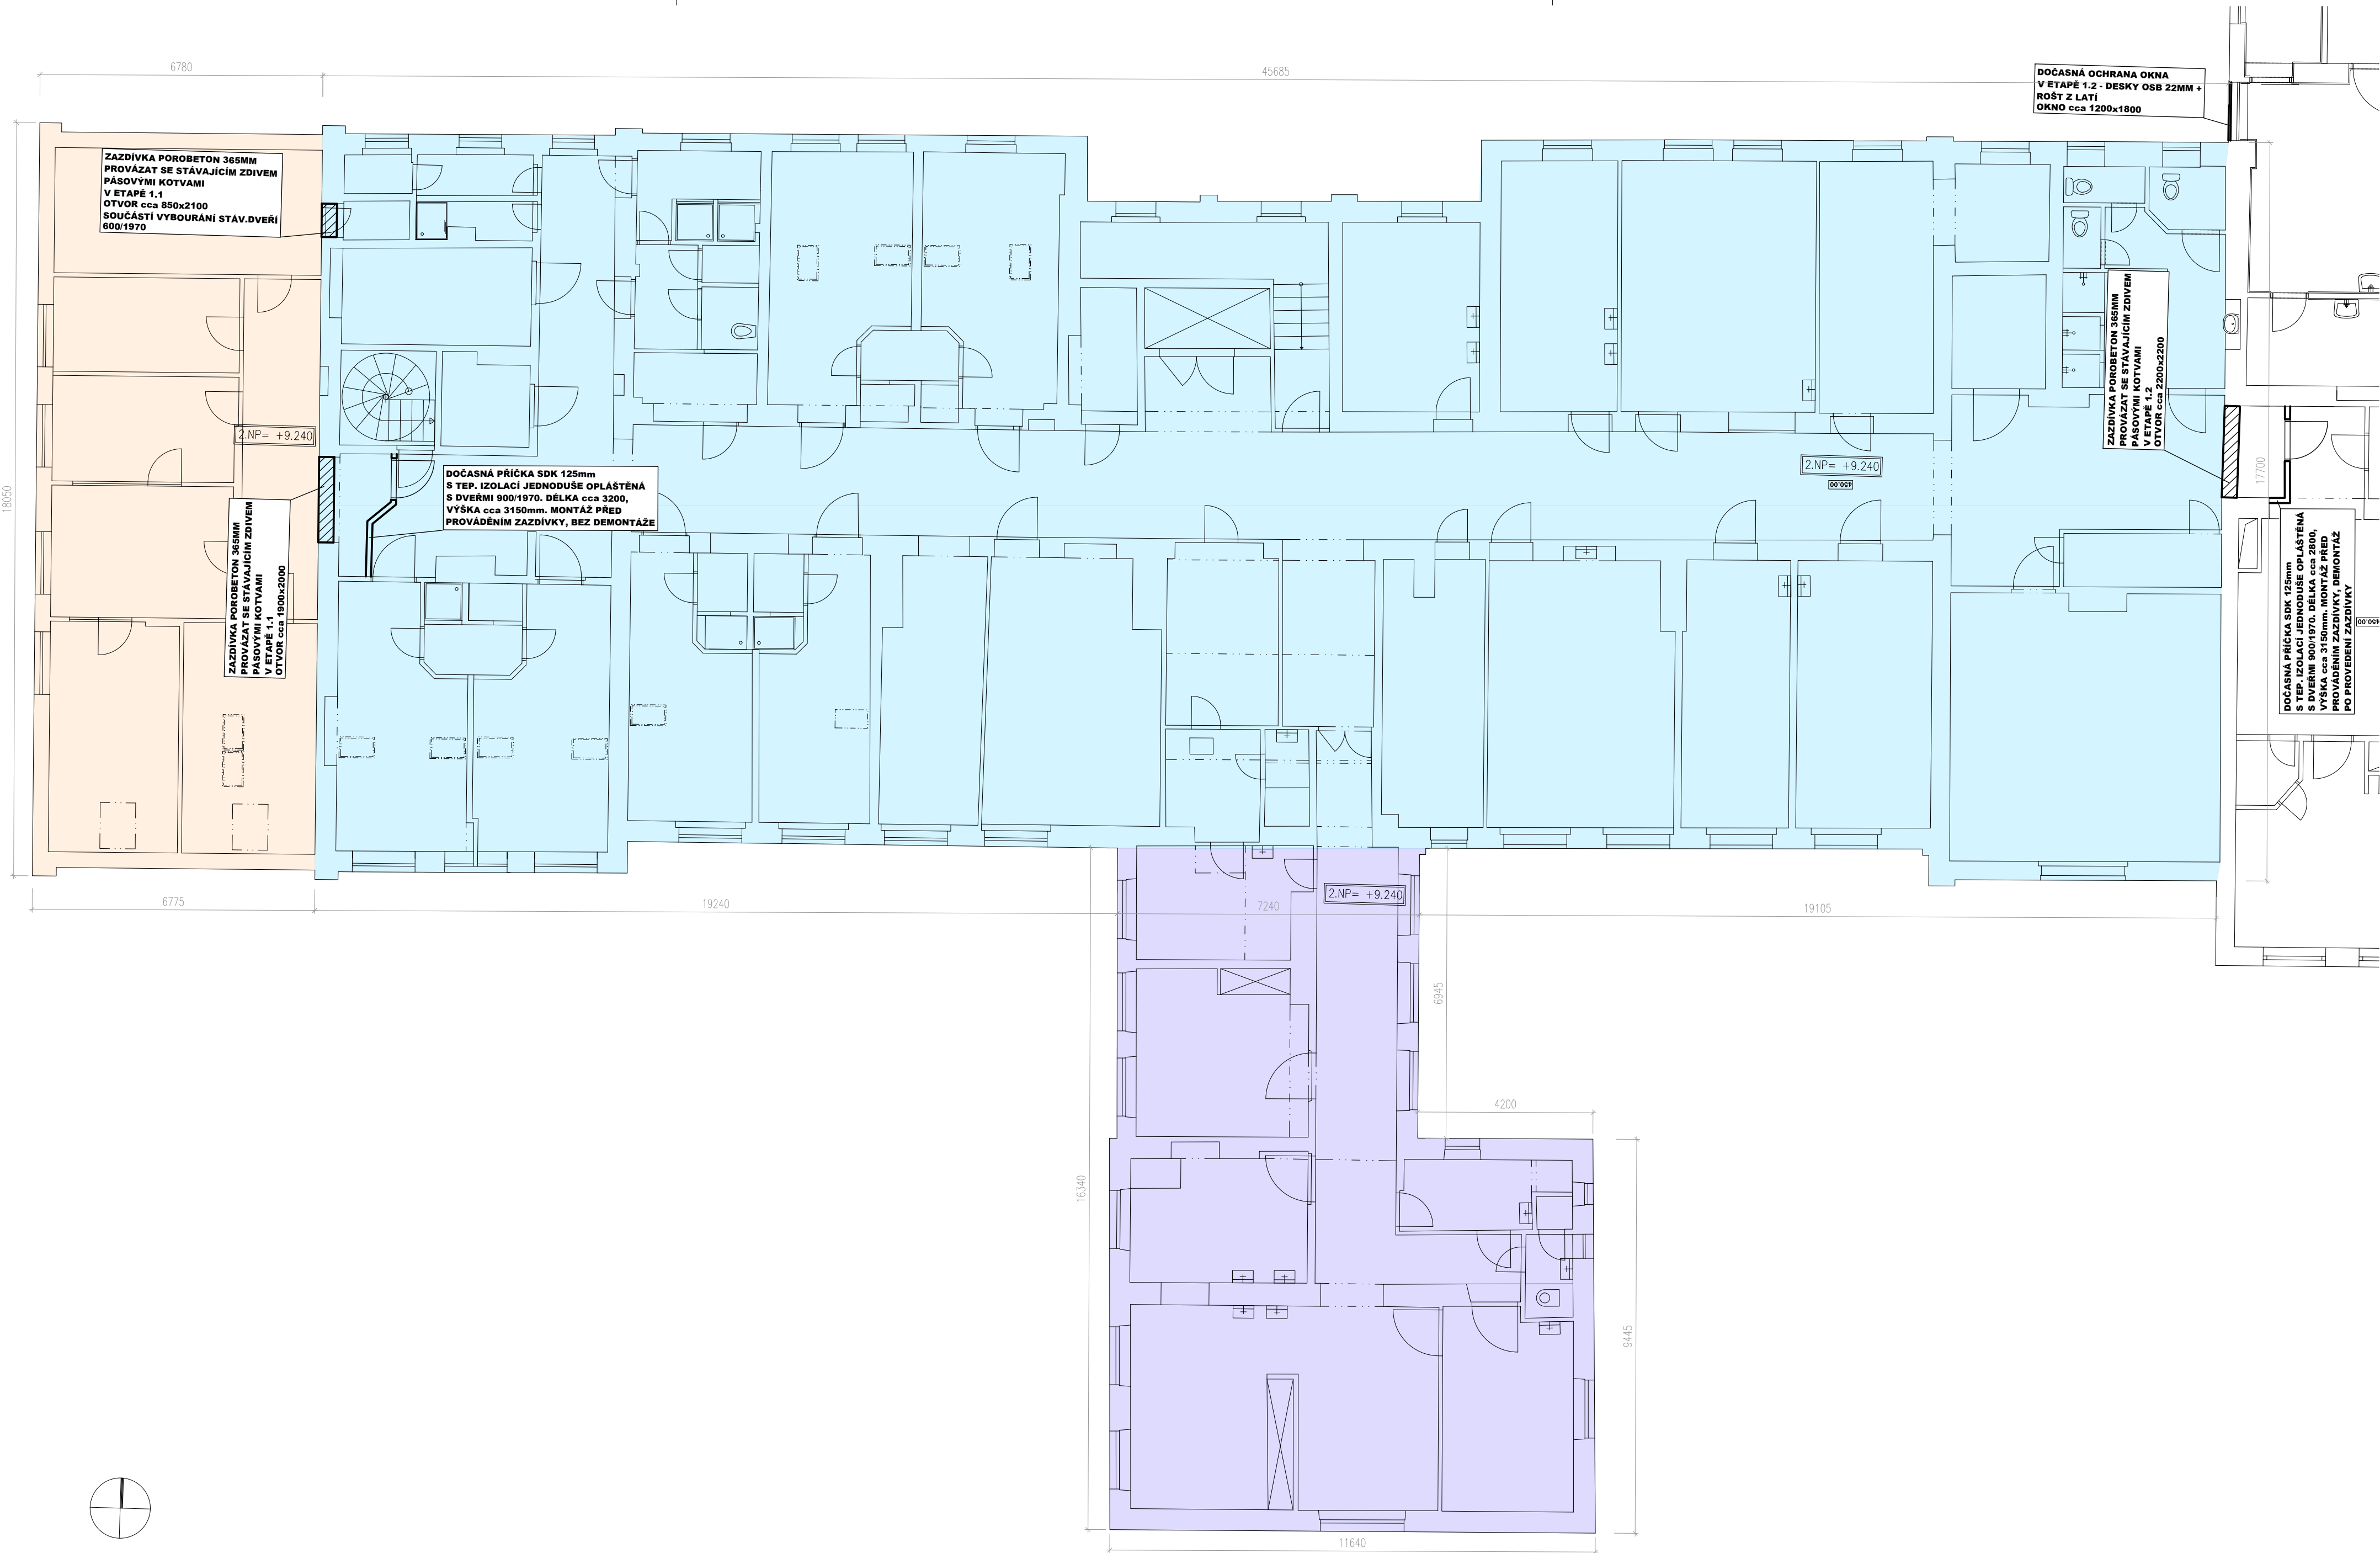 6780
45685
DOČASNÁ OCHRANA OKNA
V ETAPĚ 1.2 - DESKY OSB 22MM +
ROŠT Z LATÍ
OKNO cca 1200x1800
ZAZDÍVKA POROBETON 365MM
PROVÁZAT SE STÁVAJÍCÍM ZDIVEM
PÁSOVÝMI KOTVAMI
V ETAPĚ 1.1
OTVOR cca 850x2100
SOUČÁSTÍ VYBOURÁNÍ STÁV.DVEŘÍ
600/1970
ZAZDÍVKA POROBETON 365MM
PROVÁZAT SE STÁVAJÍCÍM ZDIVEM
PÁSOVÝMI KOTVAMI
V ETAPĚ 1.2
OTVOR cca 2200x2200
2.NP= +9.240
18050
DOČASNÁ PŘÍČKA SDK 125mm
S TEP. IZOLACÍ JEDNODUŠE OPLÁŠTĚNÁ
S DVEŘMI 900/1970. DÉLKA cca 3200,
VÝŠKA cca 3150mm. MONTÁŽ PŘED
PROVÁDĚNÍM ZAZDÍVKY, BEZ DEMONTÁŽE
2.NP= +9.240
450.00
17700
ZAZDÍVKA POROBETON 365MM
PROVÁZAT SE STÁVAJÍCÍM ZDIVEM
PÁSOVÝMI KOTVAMI
V ETAPĚ 1.1
OTVOR cca 1900x2000
DOČASNÁ PŘÍČKA SDK 125mm
S TEP. IZOLACÍ JEDNODUŠE OPLÁŠTĚNÁ
S DVEŘMI 900/1970. DÉLKA cca 2800,
VÝŠKA cca 3150mm. MONTÁŽ PŘED
PROVÁDĚNÍM ZAZDÍVKY, DEMONTÁŽ
PO PROVEDENÍ ZAZDÍVKY
2.NP= +9.240
6775
19240
7240
19105
6945
4200
16340
9445
11640